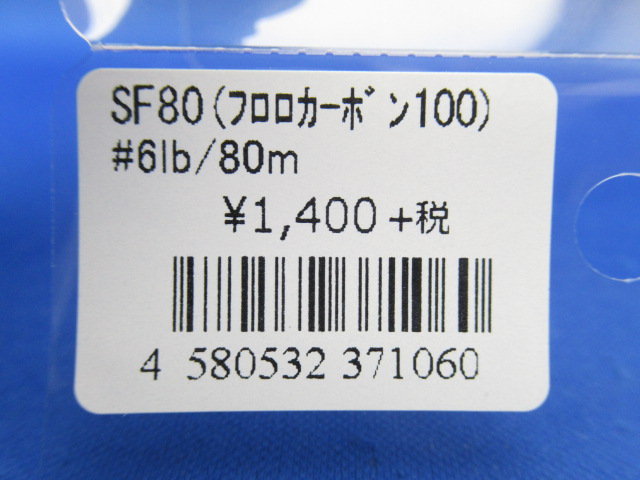 SF80(ﾌﾛﾛｶｰﾎﾞﾝ100)
#6lb/80m
¥1,400+税
4 580532 371060